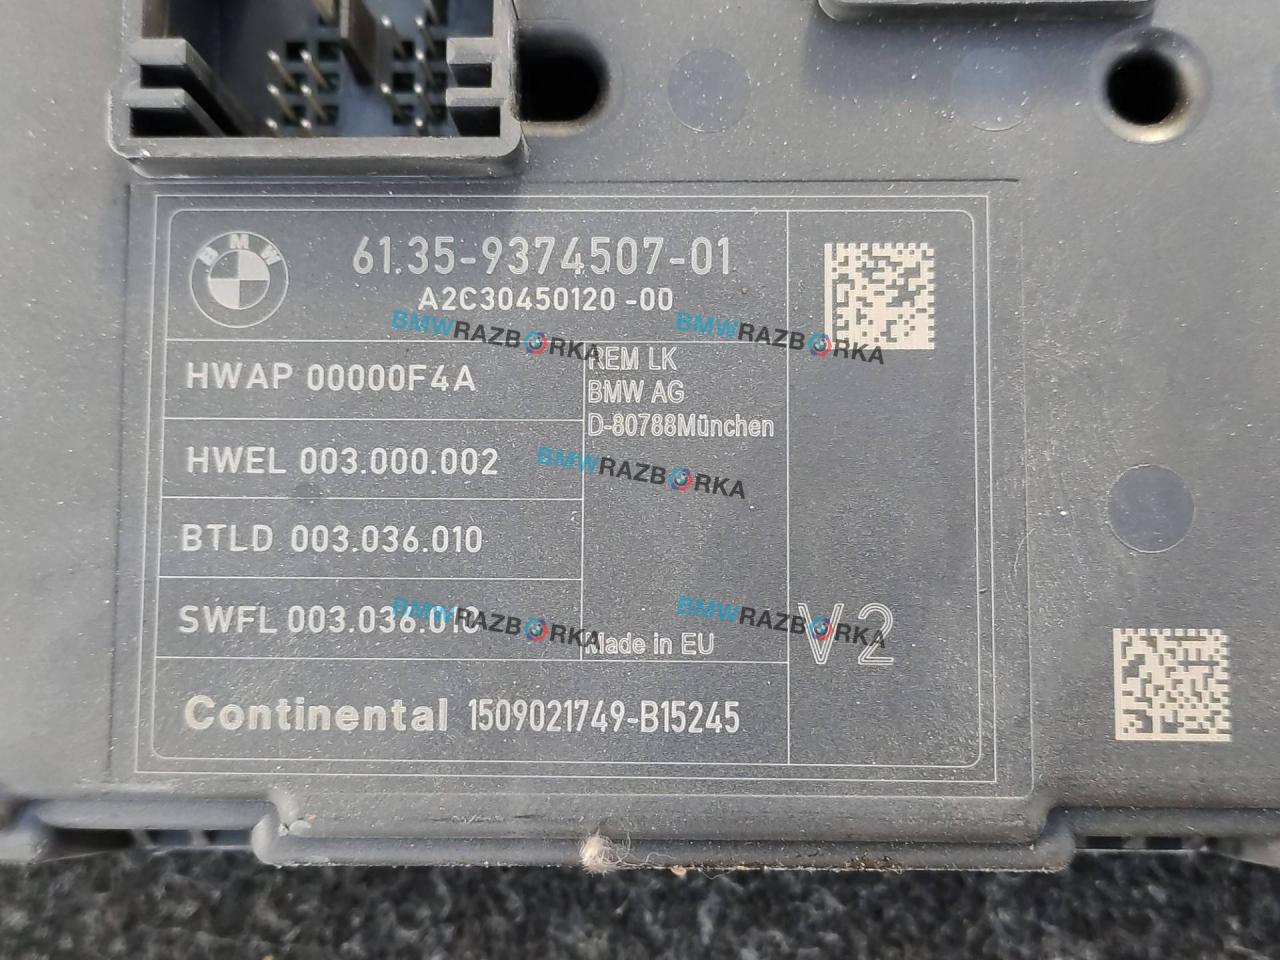 BMW
61.35-9374507-01
A2C30450120 -00
HWAP 00000F4A
REM LK
BMW AG
D-80788München
HWEL 003.000.002
BTLD 003.036.010
SWFL 003.036.010
Made in EU
V2
Continental 1509021749-B15245
BMWRAZBORKA
BMWRAZBORKA
BMWRAZBORKA
BMWRAZBORKA
BMWRAZBORKA